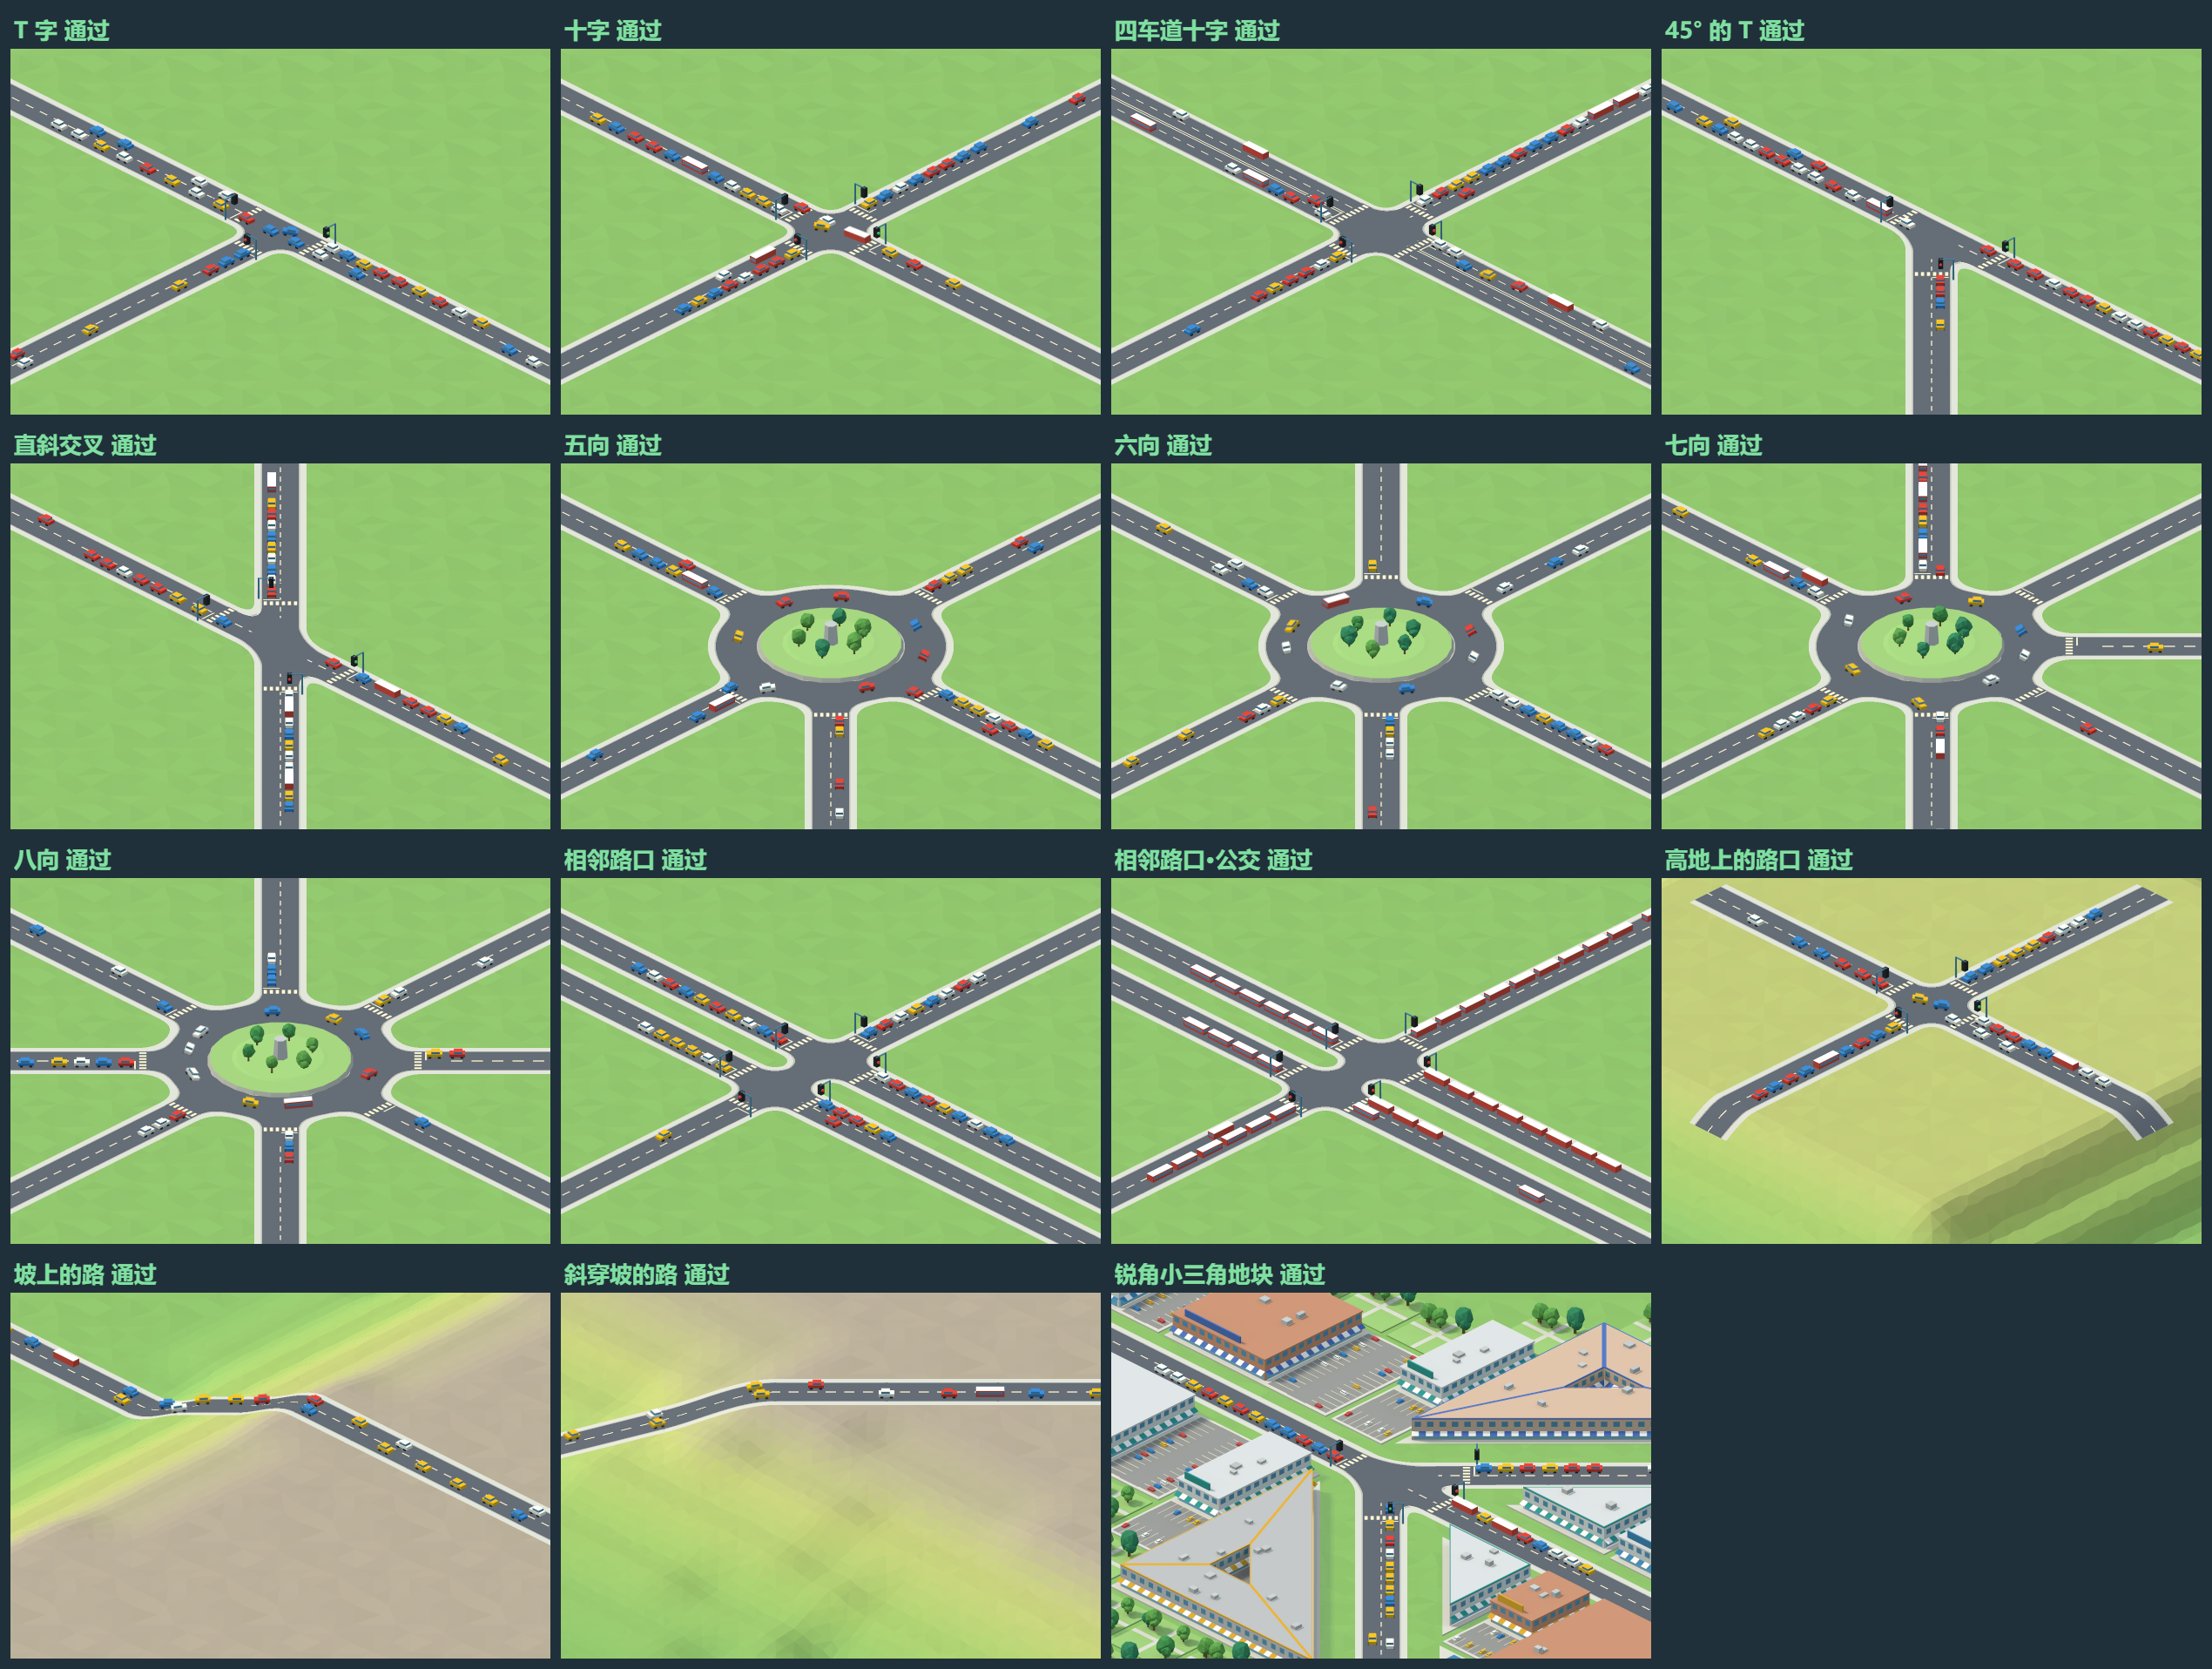 T 字 通过
十字 通过
四车道十字 通过
45° 的 T 通过
直斜交叉 通过
五向 通过
六向 通过
七向 通过
八向 通过
相邻路口 通过
相邻路口·公交 通过
高地上的路口 通过
坡上的路 通过
斜穿坡的路 通过
锐角小三角地块 通过